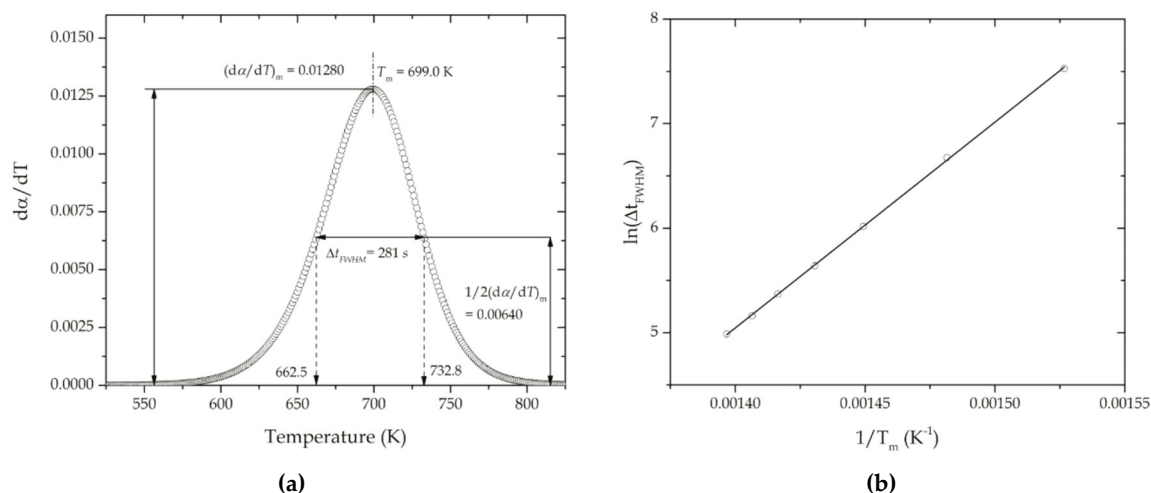 0.0150
0.0125
0.0100
0.0075
0.0050
0.0025
0.0000
dα/dT
(dα/dT)m = 0.01280
Tm = 699.0 K
ΔtFWHM = 281 s
1/2(dα/dT)m
= 0.00640
662.5
732.8
550
600
650
700
750
800
Temperature (K)
(a)
8
7
6
5
ln(ΔtFWHM)
0.00140
0.00145
0.00150
0.00155
1/Tm (K-1)
(b)